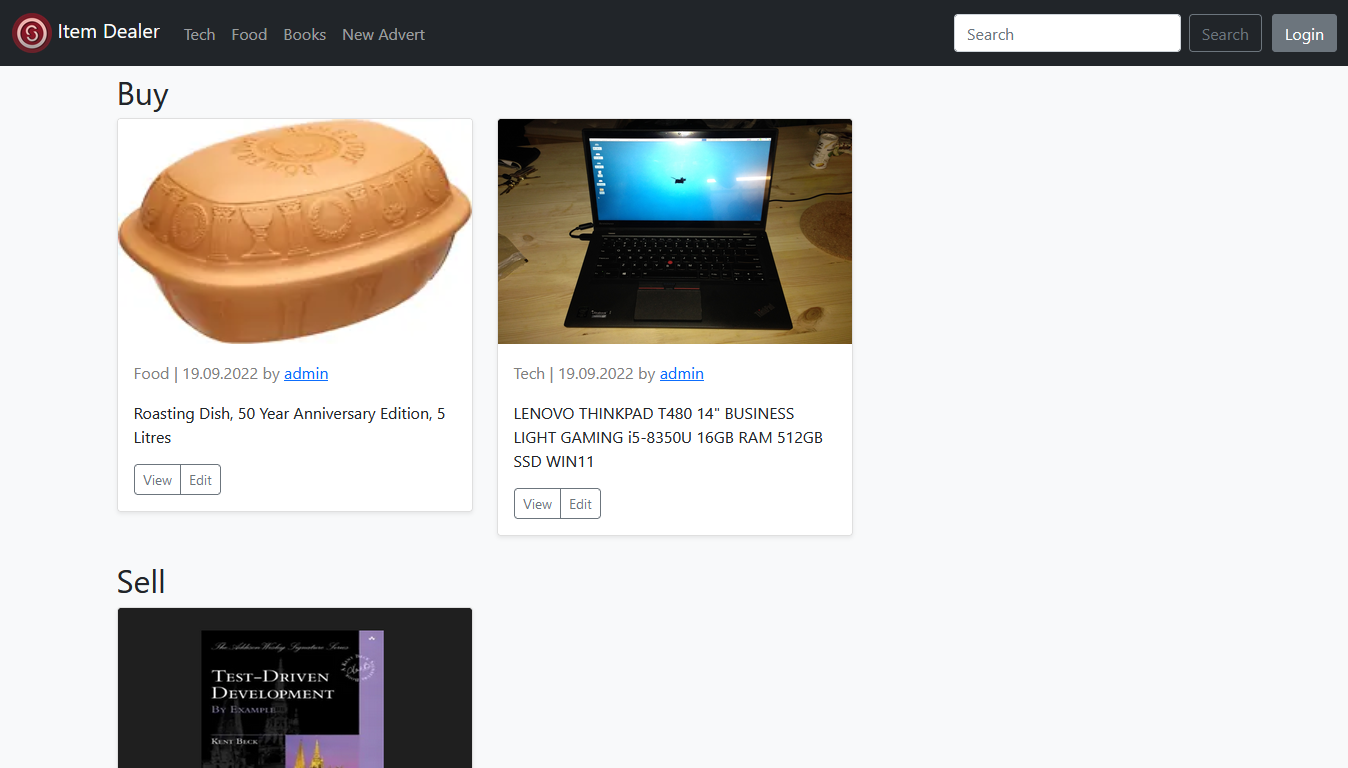 Item Dealer
Tech
Food
Books
New Advert
Search
Search
Login
Buy
Food | 19.09.2022 by admin
Roasting Dish, 50 Year Anniversary Edition, 5
Litres
View
Edit
Tech | 19.09.2022 by admin
LENOVO THINKPAD T480 14" BUSINESS
LIGHT GAMING i5-8350U 16GB RAM 512GB
SSD WIN11
View
Edit
Sell
The Addison-Wesley Signature Series
TEST-DRIVEN
DEVELOPMENT
BY EXAMPLE
KENT BECK